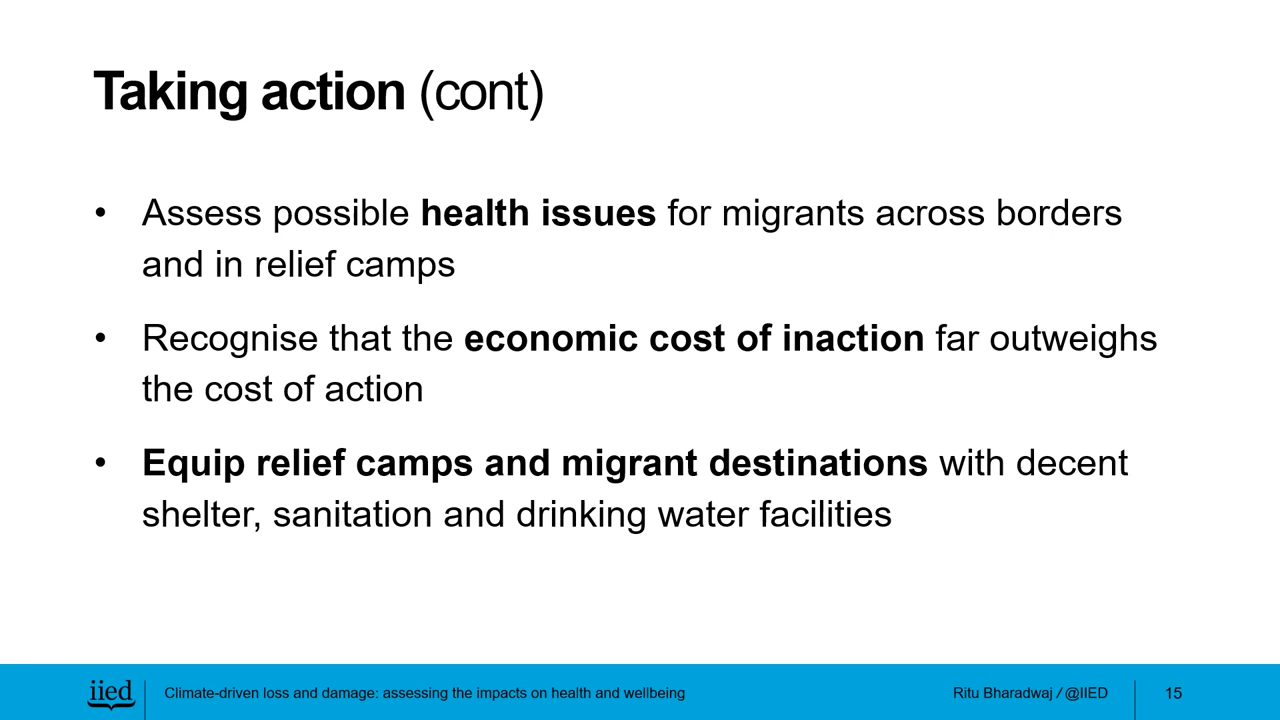 Taking action (cont)
• Assess possible health issues for migrants across borders
and in relief camps
• Recognise that the economic cost of inaction far outweighs
the cost of action
• Equip relief camps and migrant destinations with decent
shelter, sanitation and drinking water facilities
iied
Climate-driven loss and damage: assessing the impacts on health and wellbeing
Ritu Bharadwaj / @IIED
15